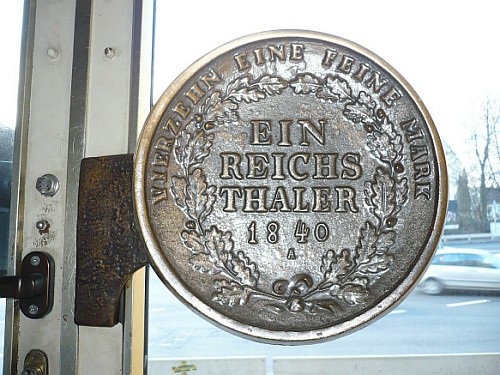 VIERZEHN EINE FEINE MARK
EIN
REICHS
THALER
1840
A